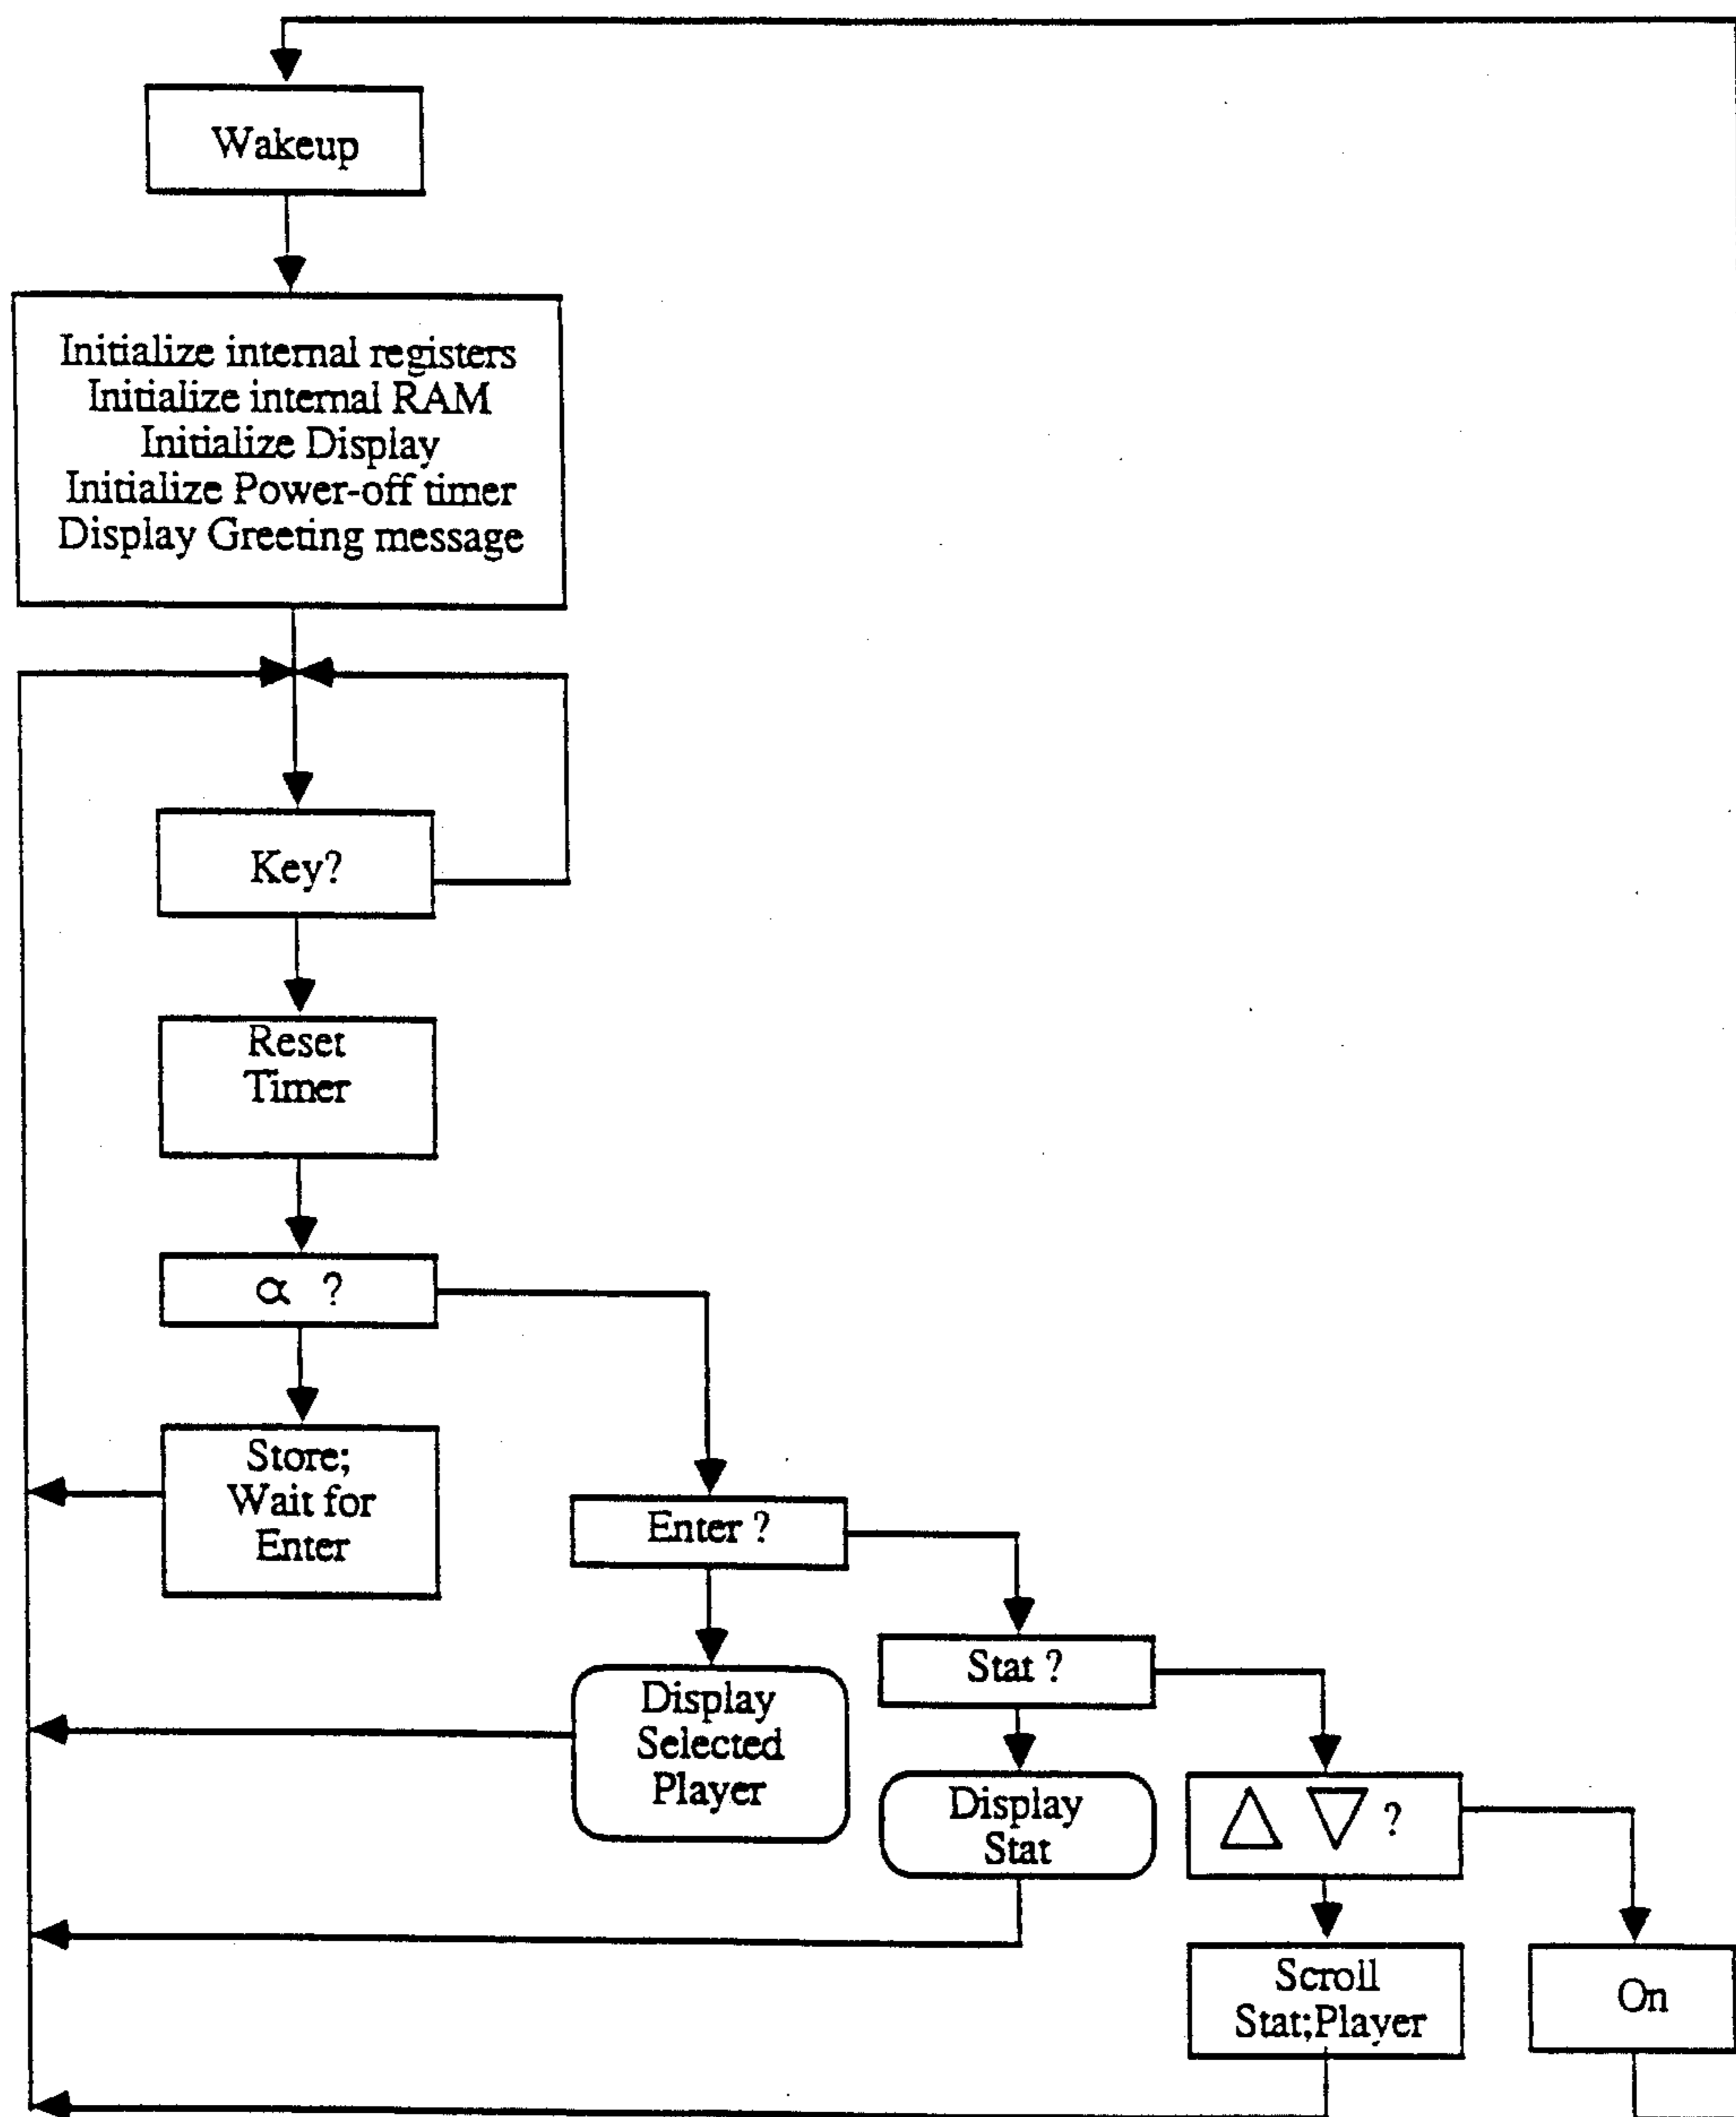 Wakeup
Initialize internal registers
Initialize internal RAM
Initialize Display
Initialize Power-off timer
Display Greeting message
Key?
Reset
Timer
∝ ?
Store;
Wait for
Enter
Enter ?
Display
Selected
Player
Stat ?
Display
Stat
△ ▽ ?
Scroll
Stat;Player
On